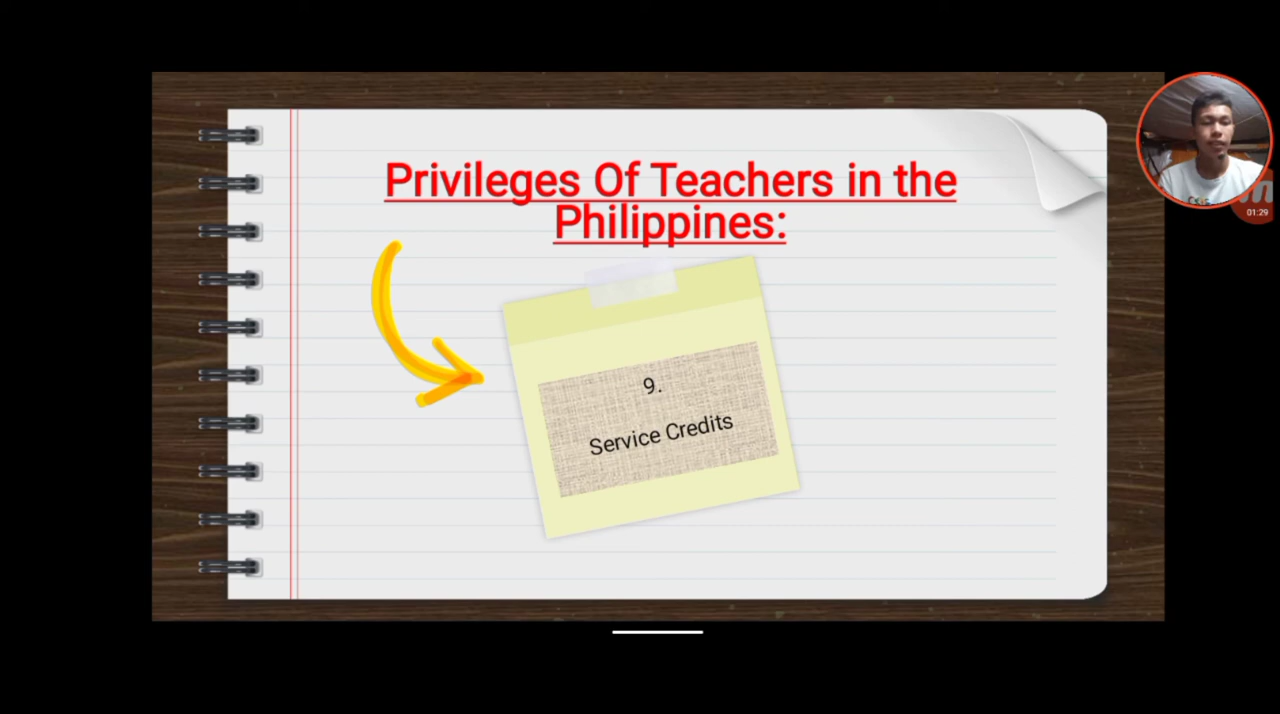 Privileges Of Teachers in the
Philippines:
9.
Service Credits
01:29